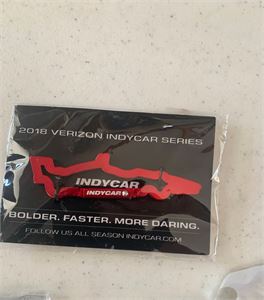 2018 VERIZON INDYCAR SERIES
INDYCAR
INDYCAR
BOLDER. FASTER. MORE DARING.
FOLLOW US ALL SEASON INDYCAR.COM